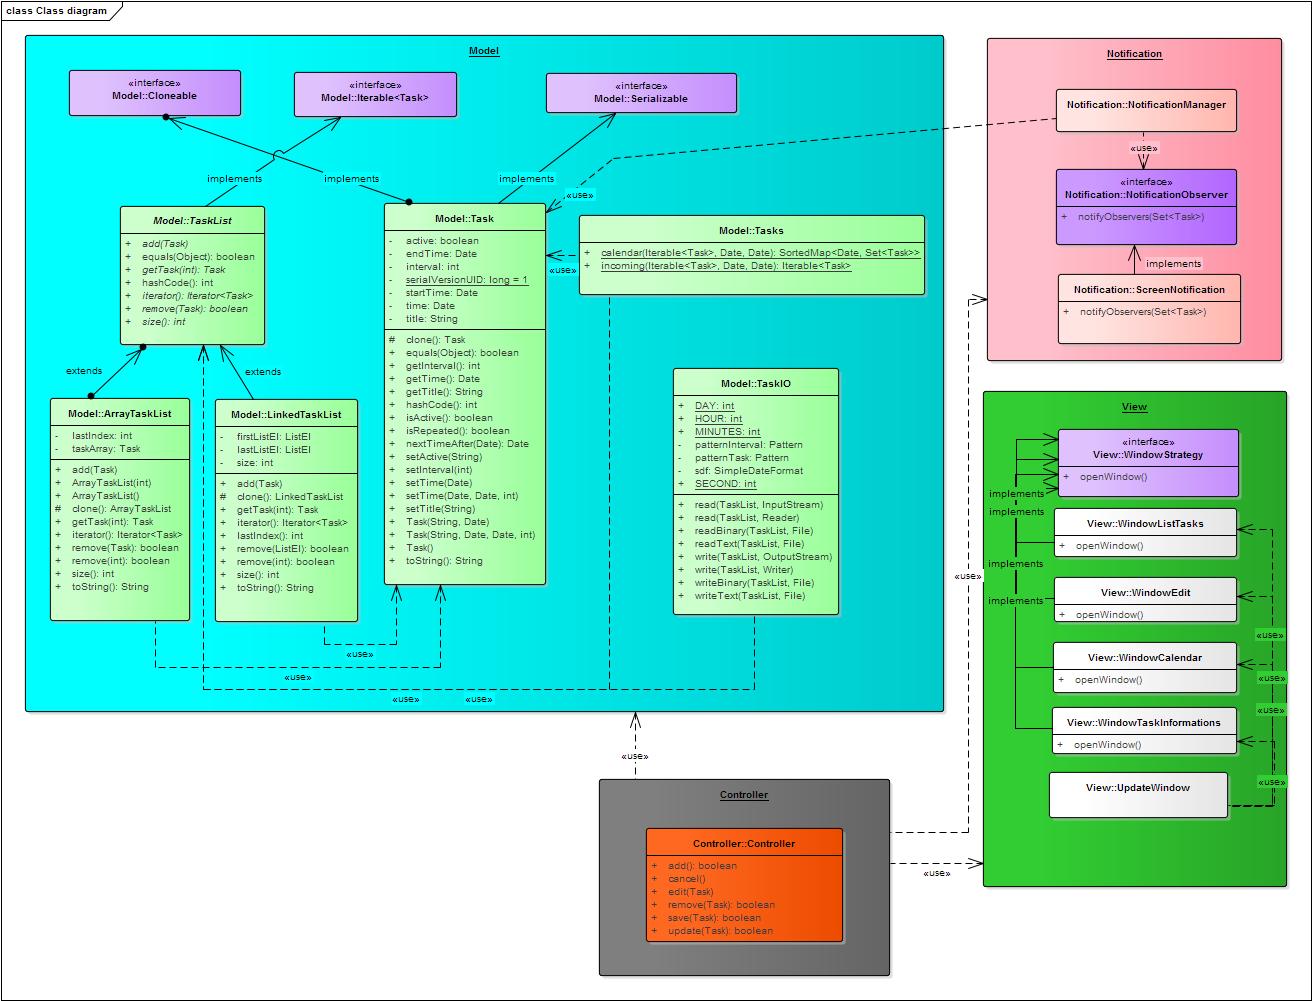 class Class diagram
Model
«interface»
Model::Cloneable
«interface»
Model::Iterable<Task>
«interface»
Model::Serializable
implements
implements
implements
«use»
Model::TaskList
+ add(Task)
+ equals(Object): boolean
+ getTask(int): Task
+ hashCode(): int
+ iterator(): Iterator<Task>
+ remove(Task): boolean
+ size(): int
Model::Task
- active: boolean
- endTime: Date
- interval: int
- serialVersionUID: long = 1
- startTime: Date
- time: Date
- title: String
# clone(): Task
+ equals(Object): boolean
+ getInterval(): int
+ getTime(): Date
+ getTitle(): String
+ hashCode(): int
+ isActive(): boolean
+ isRepeated(): boolean
+ nextTimeAfter(Date): Date
+ setActive(String)
+ setInterval(int)
+ setTime(Date)
+ setTime(Date, Date, int)
+ setTitle(String)
+ Task(String, Date)
+ Task(String, Date, Date, int)
+ Task()
+ toString(): String
Model::Tasks
+ calendar(Iterable<Task>, Date, Date): SortedMap<Date, Set<Task>>
+ incoming(Iterable<Task>, Date, Date): Iterable<Task>
«use»
extends
extends
Model::ArrayTaskList
- lastIndex: int
- taskArray: Task
+ add(Task)
+ ArrayTaskList(int)
+ ArrayTaskList()
# clone(): ArrayTaskList
+ getTask(int): Task
+ iterator(): Iterator<Task>
+ remove(Task): boolean
+ remove(int): boolean
+ size(): int
+ toString(): String
Model::LinkedTaskList
- firstListEl: ListEl
- lastListEl: ListEl
- size: int
+ add(Task)
# clone(): LinkedTaskList
+ getTask(int): Task
+ iterator(): Iterator<Task>
+ lastIndex(): int
+ remove(ListEl): boolean
+ remove(int): boolean
+ size(): int
+ toString(): String
Model::TaskIO
+ DAY: int
+ HOUR: int
+ MINUTES: int
- patternInterval: Pattern
- patternTask: Pattern
- sdf: SimpleDateFormat
+ SECOND: int
+ read(TaskList, InputStream)
+ read(TaskList, Reader)
+ readBinary(TaskList, File)
+ readText(TaskList, File)
+ write(TaskList, OutputStream)
+ write(TaskList, Writer)
+ writeBinary(TaskList, File)
+ writeText(TaskList, File)
«use»
«use»
«use»
«use»
Notification
Notification::NotificationManager
«use»
«interface»
Notification::NotificationObserver
+ notifyObservers(Set<Task>)
implements
Notification::ScreenNotification
+ notifyObservers(Set<Task>)
View
«interface»
View::WindowStrategy
+ openWindow()
implements
implements
implements
implements
View::WindowListTasks
+ openWindow()
View::WindowEdit
+ openWindow()
View::WindowCalendar
+ openWindow()
View::WindowTaskInformations
+ openWindow()
View::UpdateWindow
«use»
«use»
«use»
«use»
«use»
«use»
«use»
Controller
Controller::Controller
+ add(): boolean
+ cancel()
+ edit(Task)
+ remove(Task): boolean
+ save(Task): boolean
+ update(Task): boolean